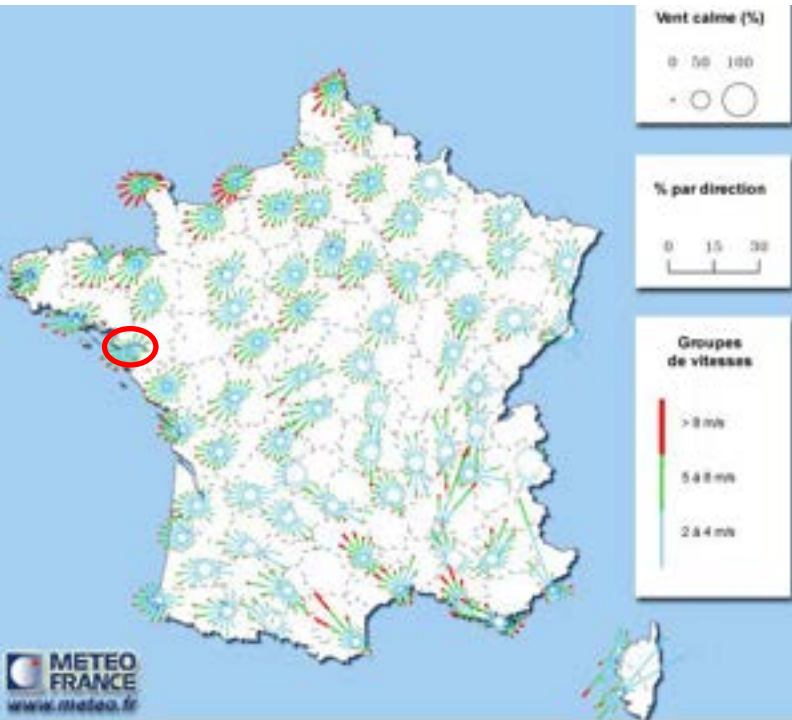 Vent calme (%)
0 50 100
% par direction
0 15 30
Groupes
de vitesses
> 8 m/s
5 à 8 m/s
2 à 4 m/s
METEO
FRANCE
www.meteo.fr